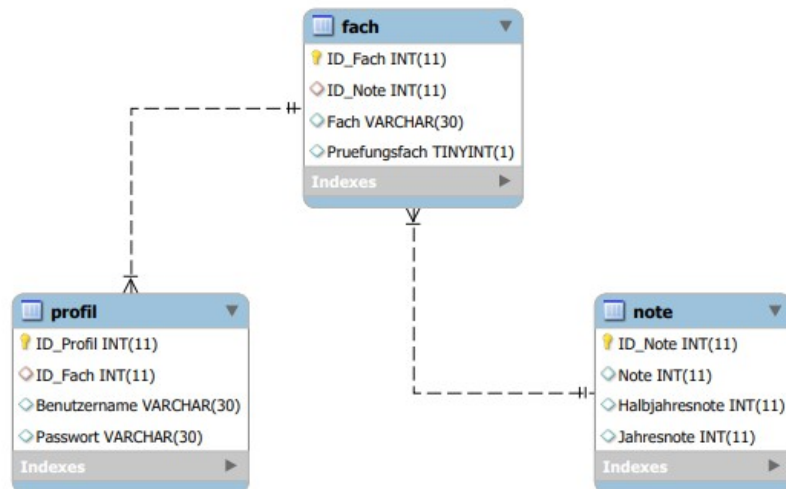 fach
ID_Fach INT(11)
ID_Note INT(11)
Fach VARCHAR(30)
Pruefungsfach TINYINT(1)
Indexes
profil
ID_Profil INT(11)
ID_Fach INT(11)
Benutzername VARCHAR(30)
Passwort VARCHAR(30)
Indexes
note
ID_Note INT(11)
Note INT(11)
Halbjahresnote INT(11)
Jahresnote INT(11)
Indexes